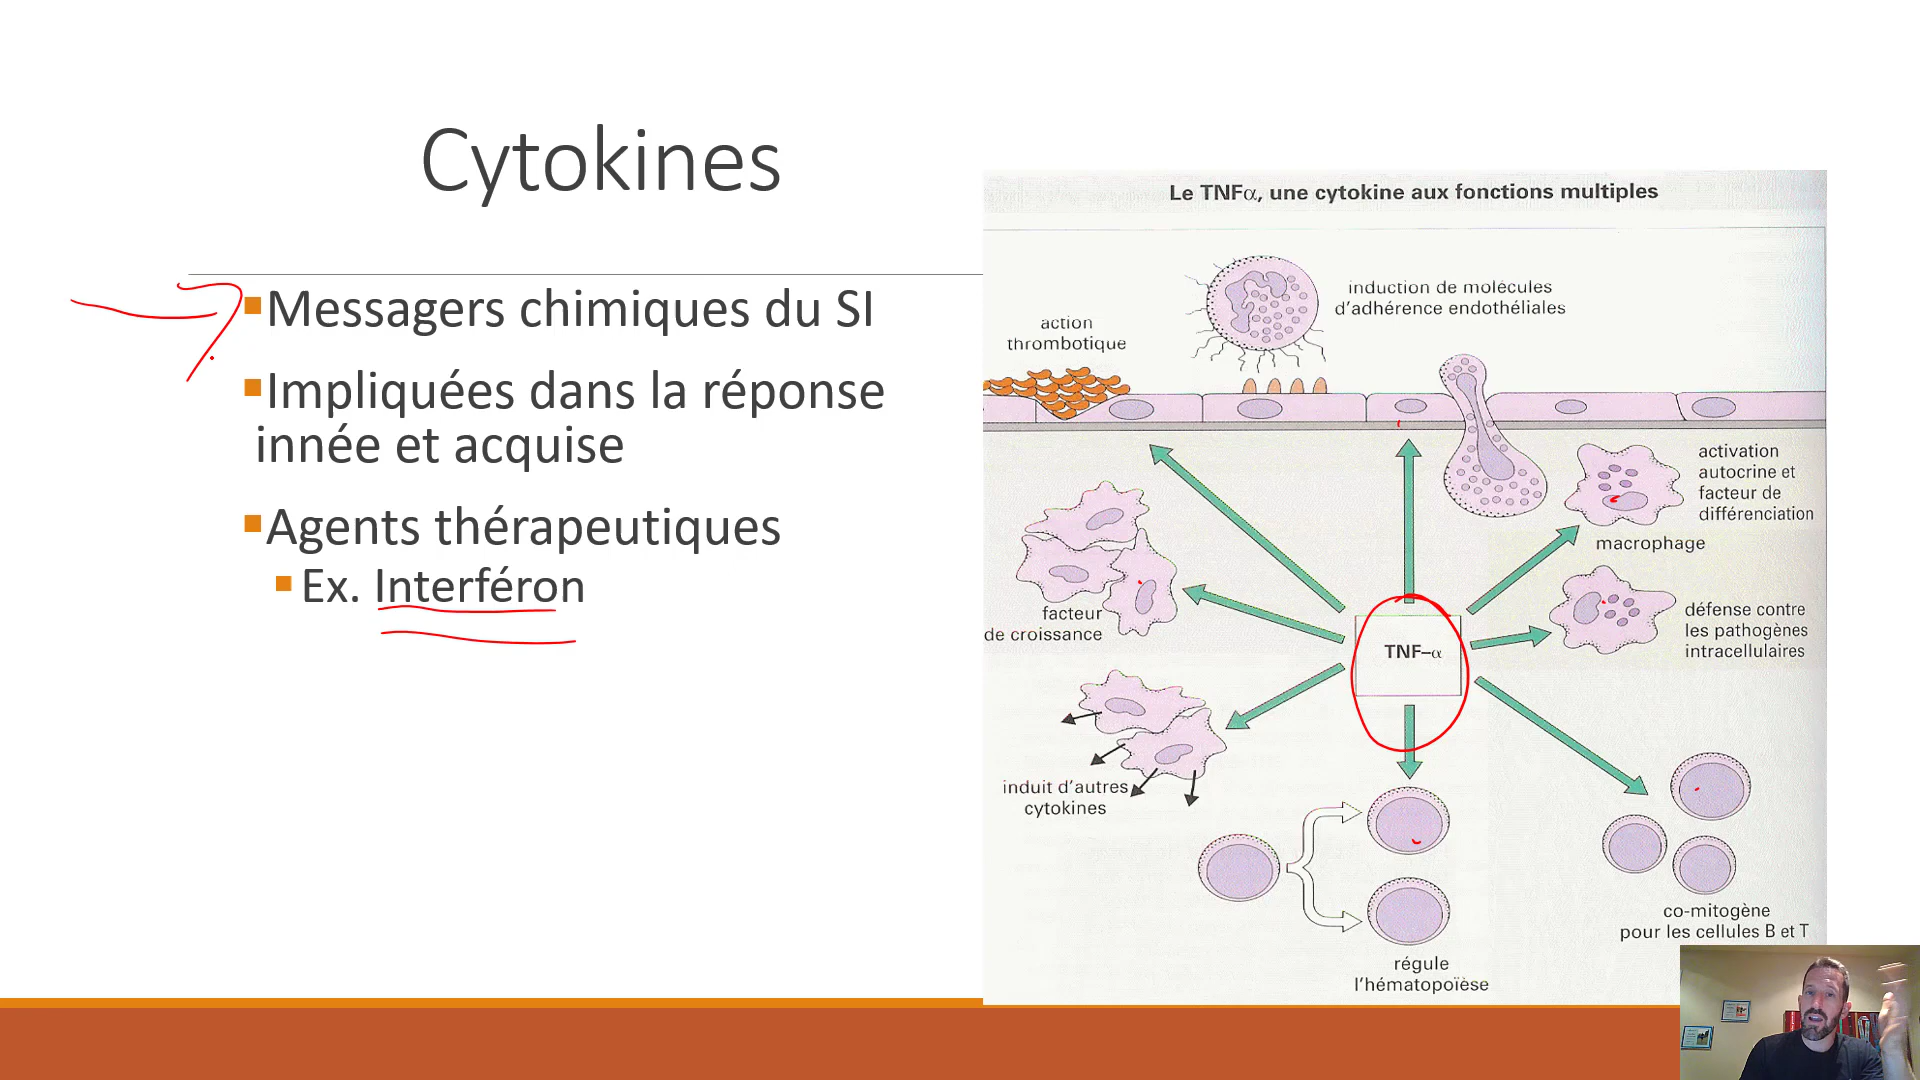 Cytokines
Messagers chimiques du SI
Impliquées dans la réponse
innée et acquise
Agents thérapeutiques
Ex. Interféron
Le TNFα, une cytokine aux fonctions multiples
induction de molécules
d'adhérence endothéliales
action
thrombotique
activation
autocrine et
facteur de
différenciation
macrophage
facteur
de croissance
défense contre
les pathogènes
intracellulaires
TNF–α
induit d'autres
cytokines
co-mitogène
pour les cellules B et T
régule
l'hématopoïèse